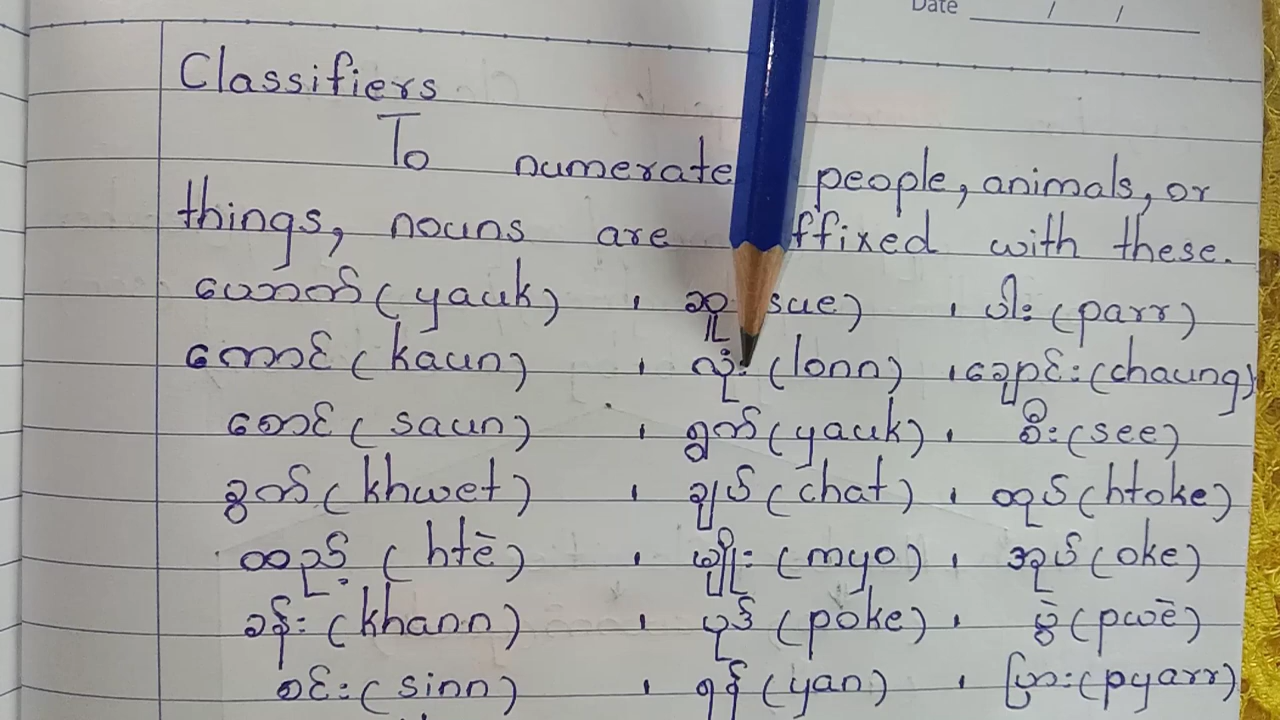 Date / /
Classifiers
To numerate people, animals, or
things, nouns are ffixed with these.
ယောက် (yauk) ၊ ဆူ sue) ၊ ပါး (parr)
ကောင် (kaun) ၊ လုံး (lonn) ၊ ချောင်း (chaung)
စောင် (saun) ၊ ရွက် (yauk) ၊ စီး (see)
ခွက် (khwet) ၊ ချပ် (chat) ၊ ထုပ် (htoke)
ထည့် (htē) ၊ မျိုး (myo) ၊ အုပ် (oke)
ခန်း (khann) ၊ ပုဒ် (poke) ၊ ပွဲ (pwē)
စင်း (sinn) ၊ ရန် (yan) ၊ ပြား (pyarr)